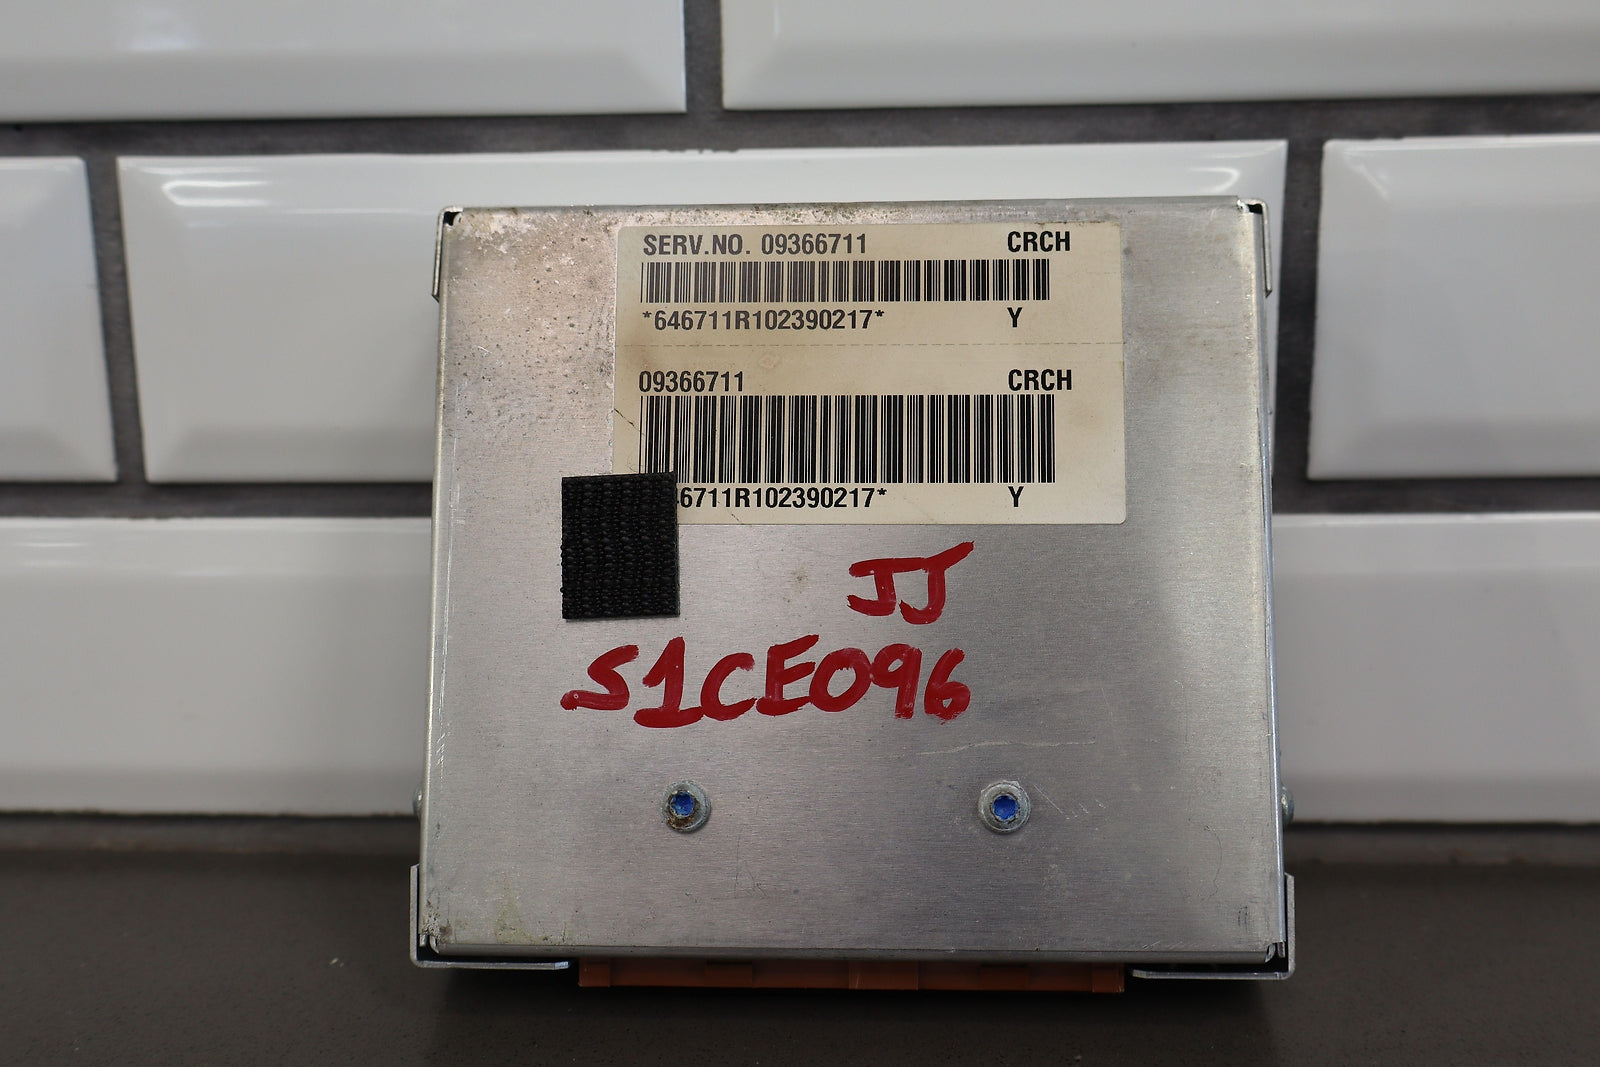 SERV.NO. 09366711 CRCH
*646711R102390217* Y
09366711 CRCH
46711R102390217* Y
JJ
S1CE096